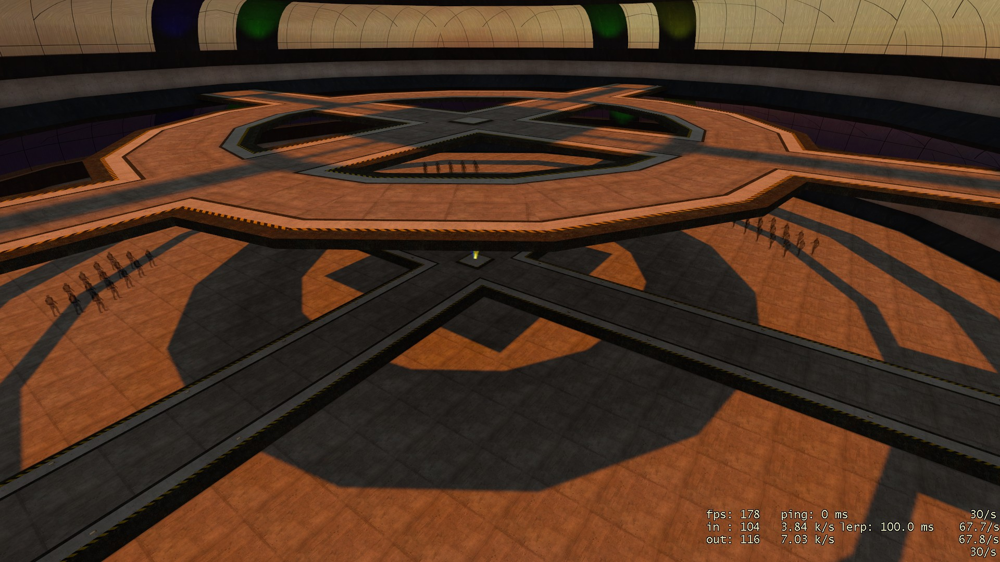 fps: 178 ping: 0 ms 30/s
in : 104 3.84 k/s lerp: 100.0 ms 67.7/s
out: 116 7.03 k/s 67.8/s
30/s